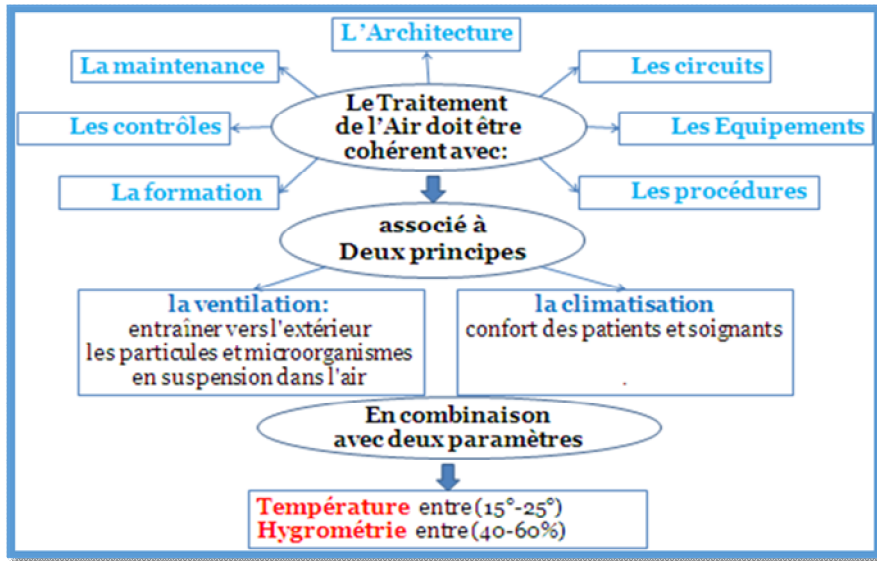 L'Architecture
La maintenance
Les circuits
Les contrôles
Le Traitement
de l'Air doit être
cohérent avec:
Les Equipements
La formation
Les procédures
associé à
Deux principes
la ventilation:
entraîner vers l'extérieur
les particules et microorganismes
en suspension dans l'air
la climatisation
confort des patients et soignants
.
En combinaison
avec deux paramètres
Température entre (15°-25°)
Hygrométrie entre (40-60%)